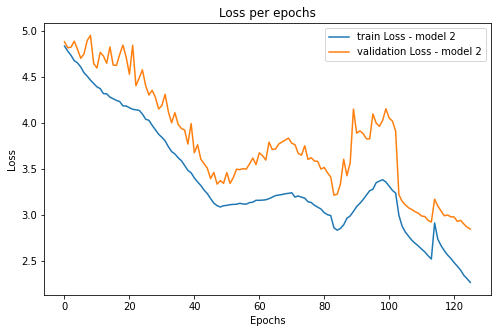 Loss per epochs
train Loss - model 2
validation Loss - model 2
5.0
4.5
4.0
3.5
3.0
2.5
Loss
0 20 40 60 80 100 120
Epochs